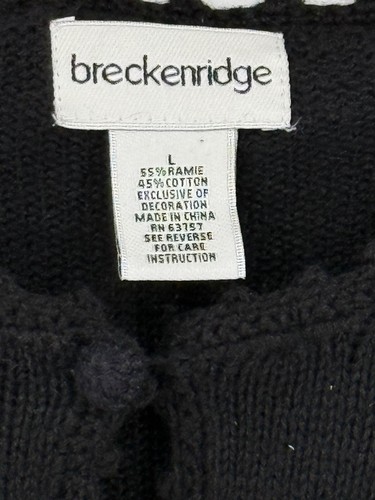 breckenridge
L
55% RAMIE
45% COTTON
EXCLUSIVE OF
DECORATION
MADE IN CHINA
RN 63757
SEE REVERSE
FOR CARE
INSTRUCTION